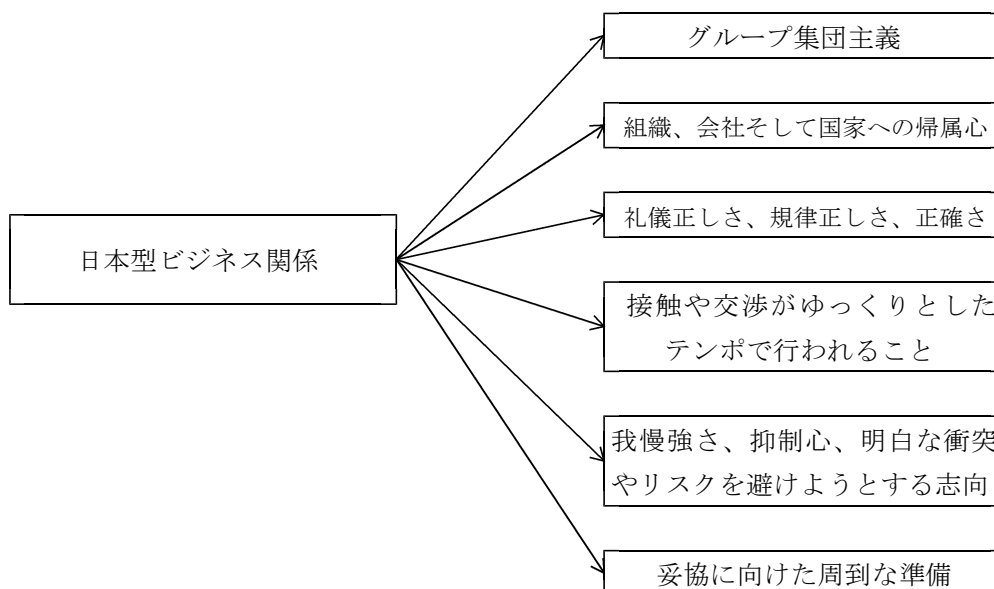 グループ集団主義
組織、会社そして国家への帰属心
礼儀正しさ、規律正しさ、正確さ
日本型ビジネス関係
接触や交渉がゆっくりとした
テンポで行われること
我慢強さ、抑制心、明白な衝突
やリスクを避けようとする志向
妥協に向けた周到な準備